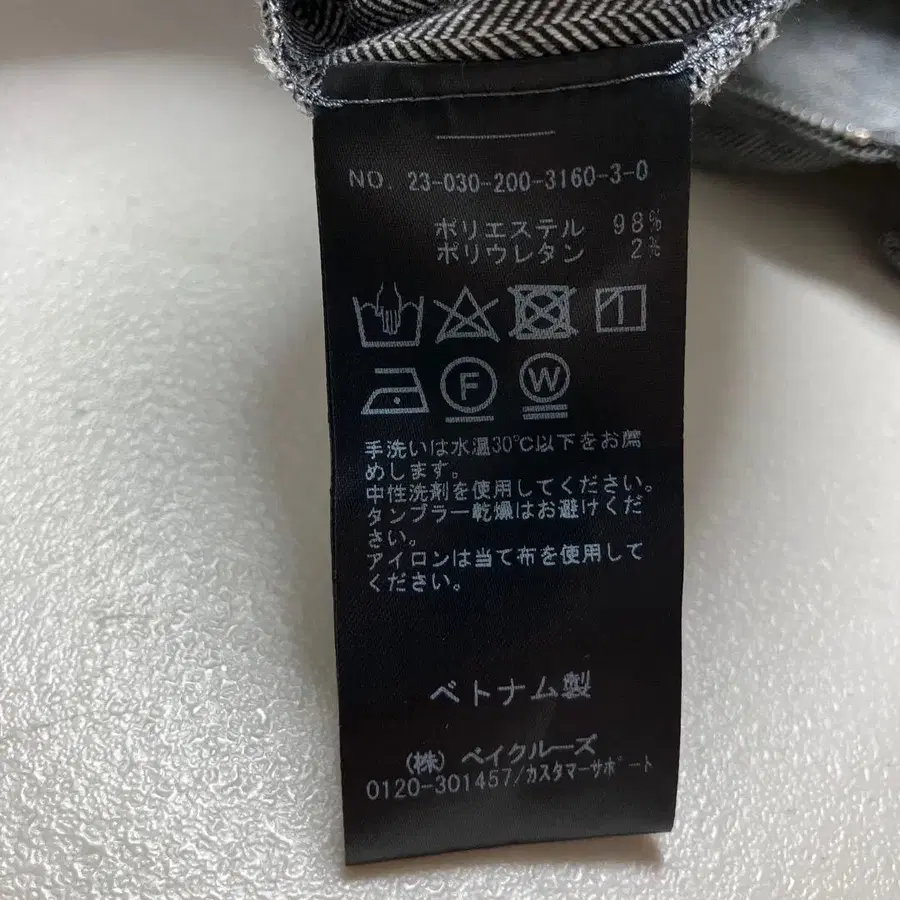 NO. 23-030-200-3160-3-0
ポリエステル 98%
ポリウレタン 2%
F W
手洗いは水温30℃以下をお薦
めします。
中性洗剤を使用してください。
タンブラー乾燥はお避けくだ
さい。
アイロンは当て布を使用して
ください。
ベトナム製
(株) ベイクルーズ
0120-301457/カスタマーサポート